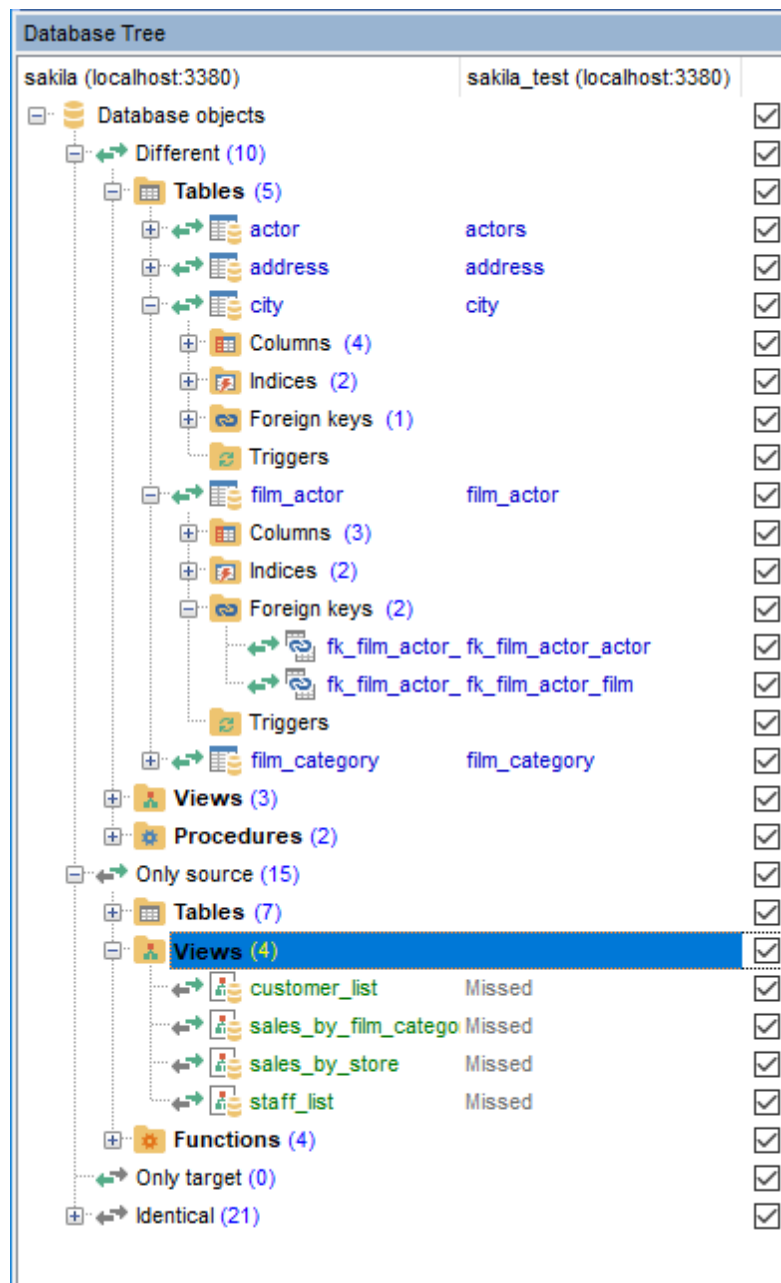 Database Tree
sakila (localhost:3380) sakila_test (localhost:3380)
Database objects
Different (10)
Tables (5)
actor actors
address address
city city
Columns (4)
Indices (2)
Foreign keys (1)
Triggers
film_actor film_actor
Columns (3)
Indices (2)
Foreign keys (2)
fk_film_actor_ fk_film_actor_actor
fk_film_actor_ fk_film_actor_film
Triggers
film_category film_category
Views (3)
Procedures (2)
Only source (15)
Tables (7)
Views (4)
customer_list Missed
sales_by_film_catego Missed
sales_by_store Missed
staff_list Missed
Functions (4)
Only target (0)
Identical (21)